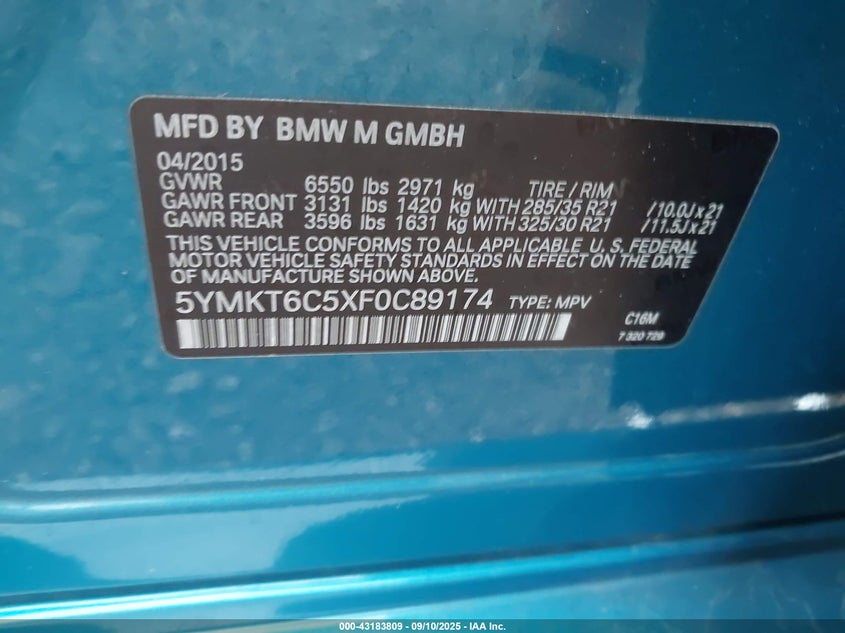 MFD BY BMW M GMBH
04/2015
GVWR 6550 lbs 2971 kg TIRE / RIM
GAWR FRONT 3131 lbs 1420 kg WITH 285/35 R21 / 10.0J x 21
GAWR REAR 3596 lbs 1631 kg WITH 325/30 R21 / 11.5J x 21
THIS VEHICLE CONFORMS TO ALL APPLICABLE U. S. FEDERAL
MOTOR VEHICLE SAFETY STANDARDS IN EFFECT ON THE DATE
OF MANUFACTURE SHOWN ABOVE.
5YMKT6C5XF0C89174 TYPE: MPV
C16M
7 320 729
000-43183809 - 09/10/2025 - IAA Inc.